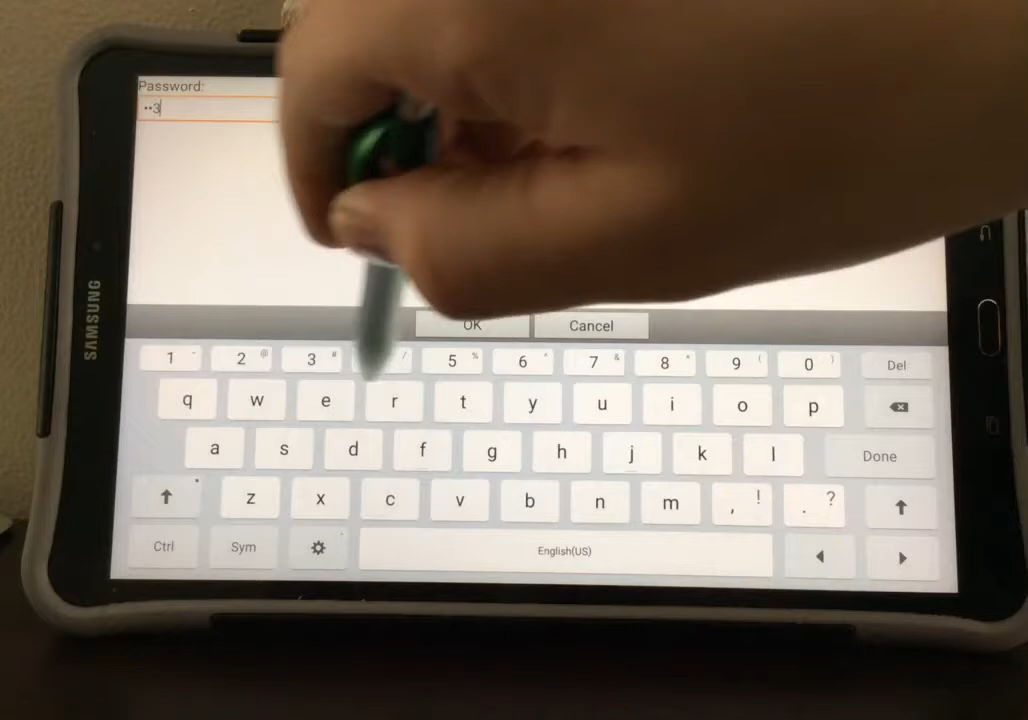 Password:
••3
SAMSUNG
OK Cancel
1 - 2 @ 3 # / 5 % 6 ^ 7 & 8 * 9 ( 0 ) Del
q w e r t y u i o p
a s d f g h j k l Done
z x c v b n m , ! . ?
Ctrl Sym English(US)